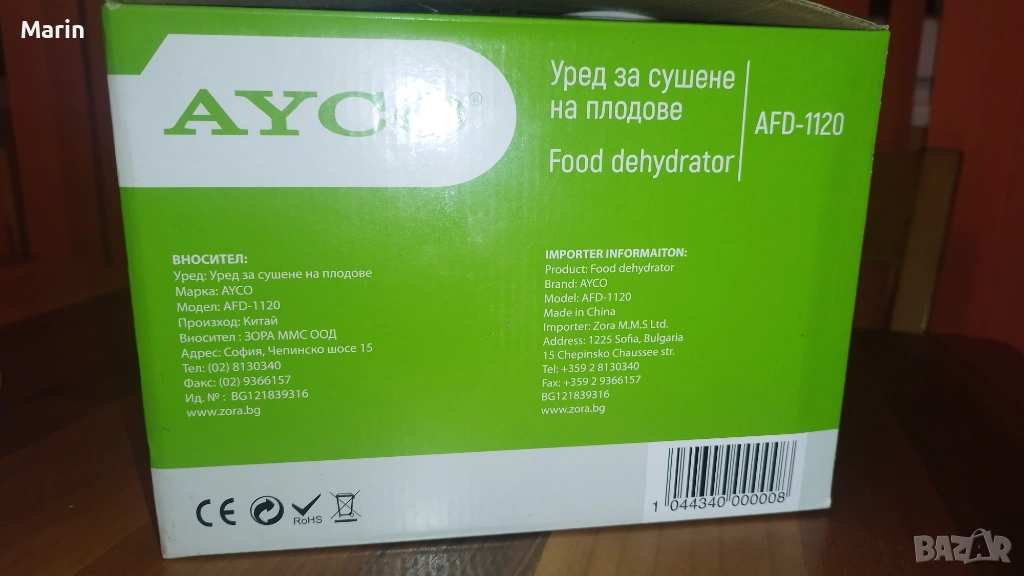 Marin
AYCO®
Уред за сушене
на плодове
Food dehydrator
AFD-1120
ВНОСИТЕЛ:
Уред: Уред за сушене на плодове
Марка: AYCO
Модел: AFD-1120
Произход: Китай
Вносител : ЗОРА ММС ООД
Адрес: София, Чепинско шосе 15
Тел: (02) 8130340
Факс: (02) 9366157
Ид. № : BG121839316
www.zora.bg
IMPORTER INFORMAITON:
Product: Food dehydrator
Brand: AYCO
Model: AFD-1120
Made in China
Importer: Zora M.M.S Ltd.
Address: 1225 Sofia, Bulgaria
15 Chepinsko Chaussee str.
Tel: +359 2 8130340
Fax: +359 2 9366157
BG121839316
www.zora.bg
CE
RoHS
1 044340 000008
BAZAR